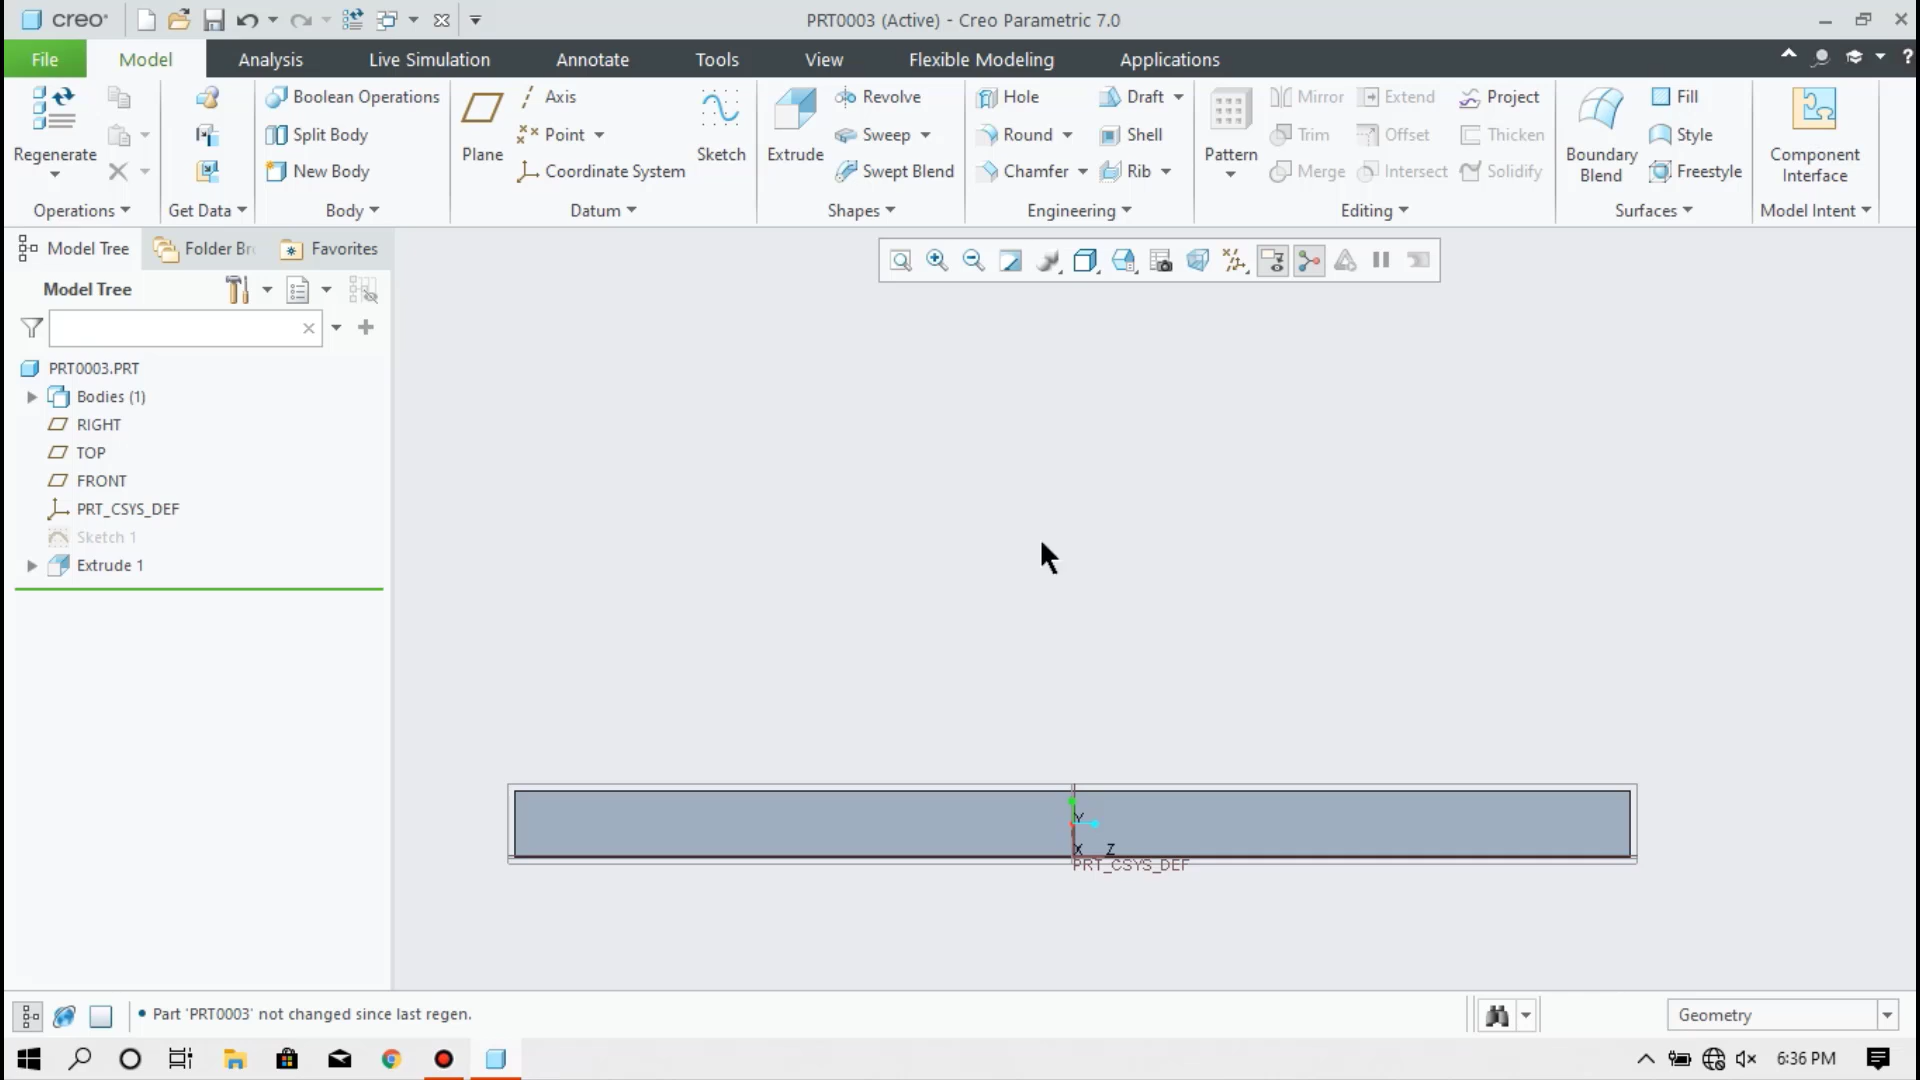 creo
PRT0003 (Active) - Creo Parametric 7.0
File Model Analysis Live Simulation Annotate Tools View Flexible Modeling Applications
Regenerate
Operations
Get Data
Boolean Operations
Split Body
New Body
Body
Plane
Axis
Point
Coordinate System
Sketch
Datum
Extrude
Revolve
Sweep
Swept Blend
Shapes
Hole
Draft
Round
Shell
Chamfer
Rib
Engineering
Pattern
Mirror
Extend
Project
Trim
Offset
Thicken
Merge
Intersect
Solidify
Editing
Boundary
Blend
Fill
Style
Freestyle
Surfaces
Component
Interface
Model Intent
Model Tree
Folder Br
Favorites
Model Tree
PRT0003.PRT
Bodies (1)
RIGHT
TOP
FRONT
PRT_CSYS_DEF
Sketch 1
Extrude 1
Y
X Z
PRT_CSYS_DEF
• Part 'PRT0003' not changed since last regen.
Geometry
6:36 PM